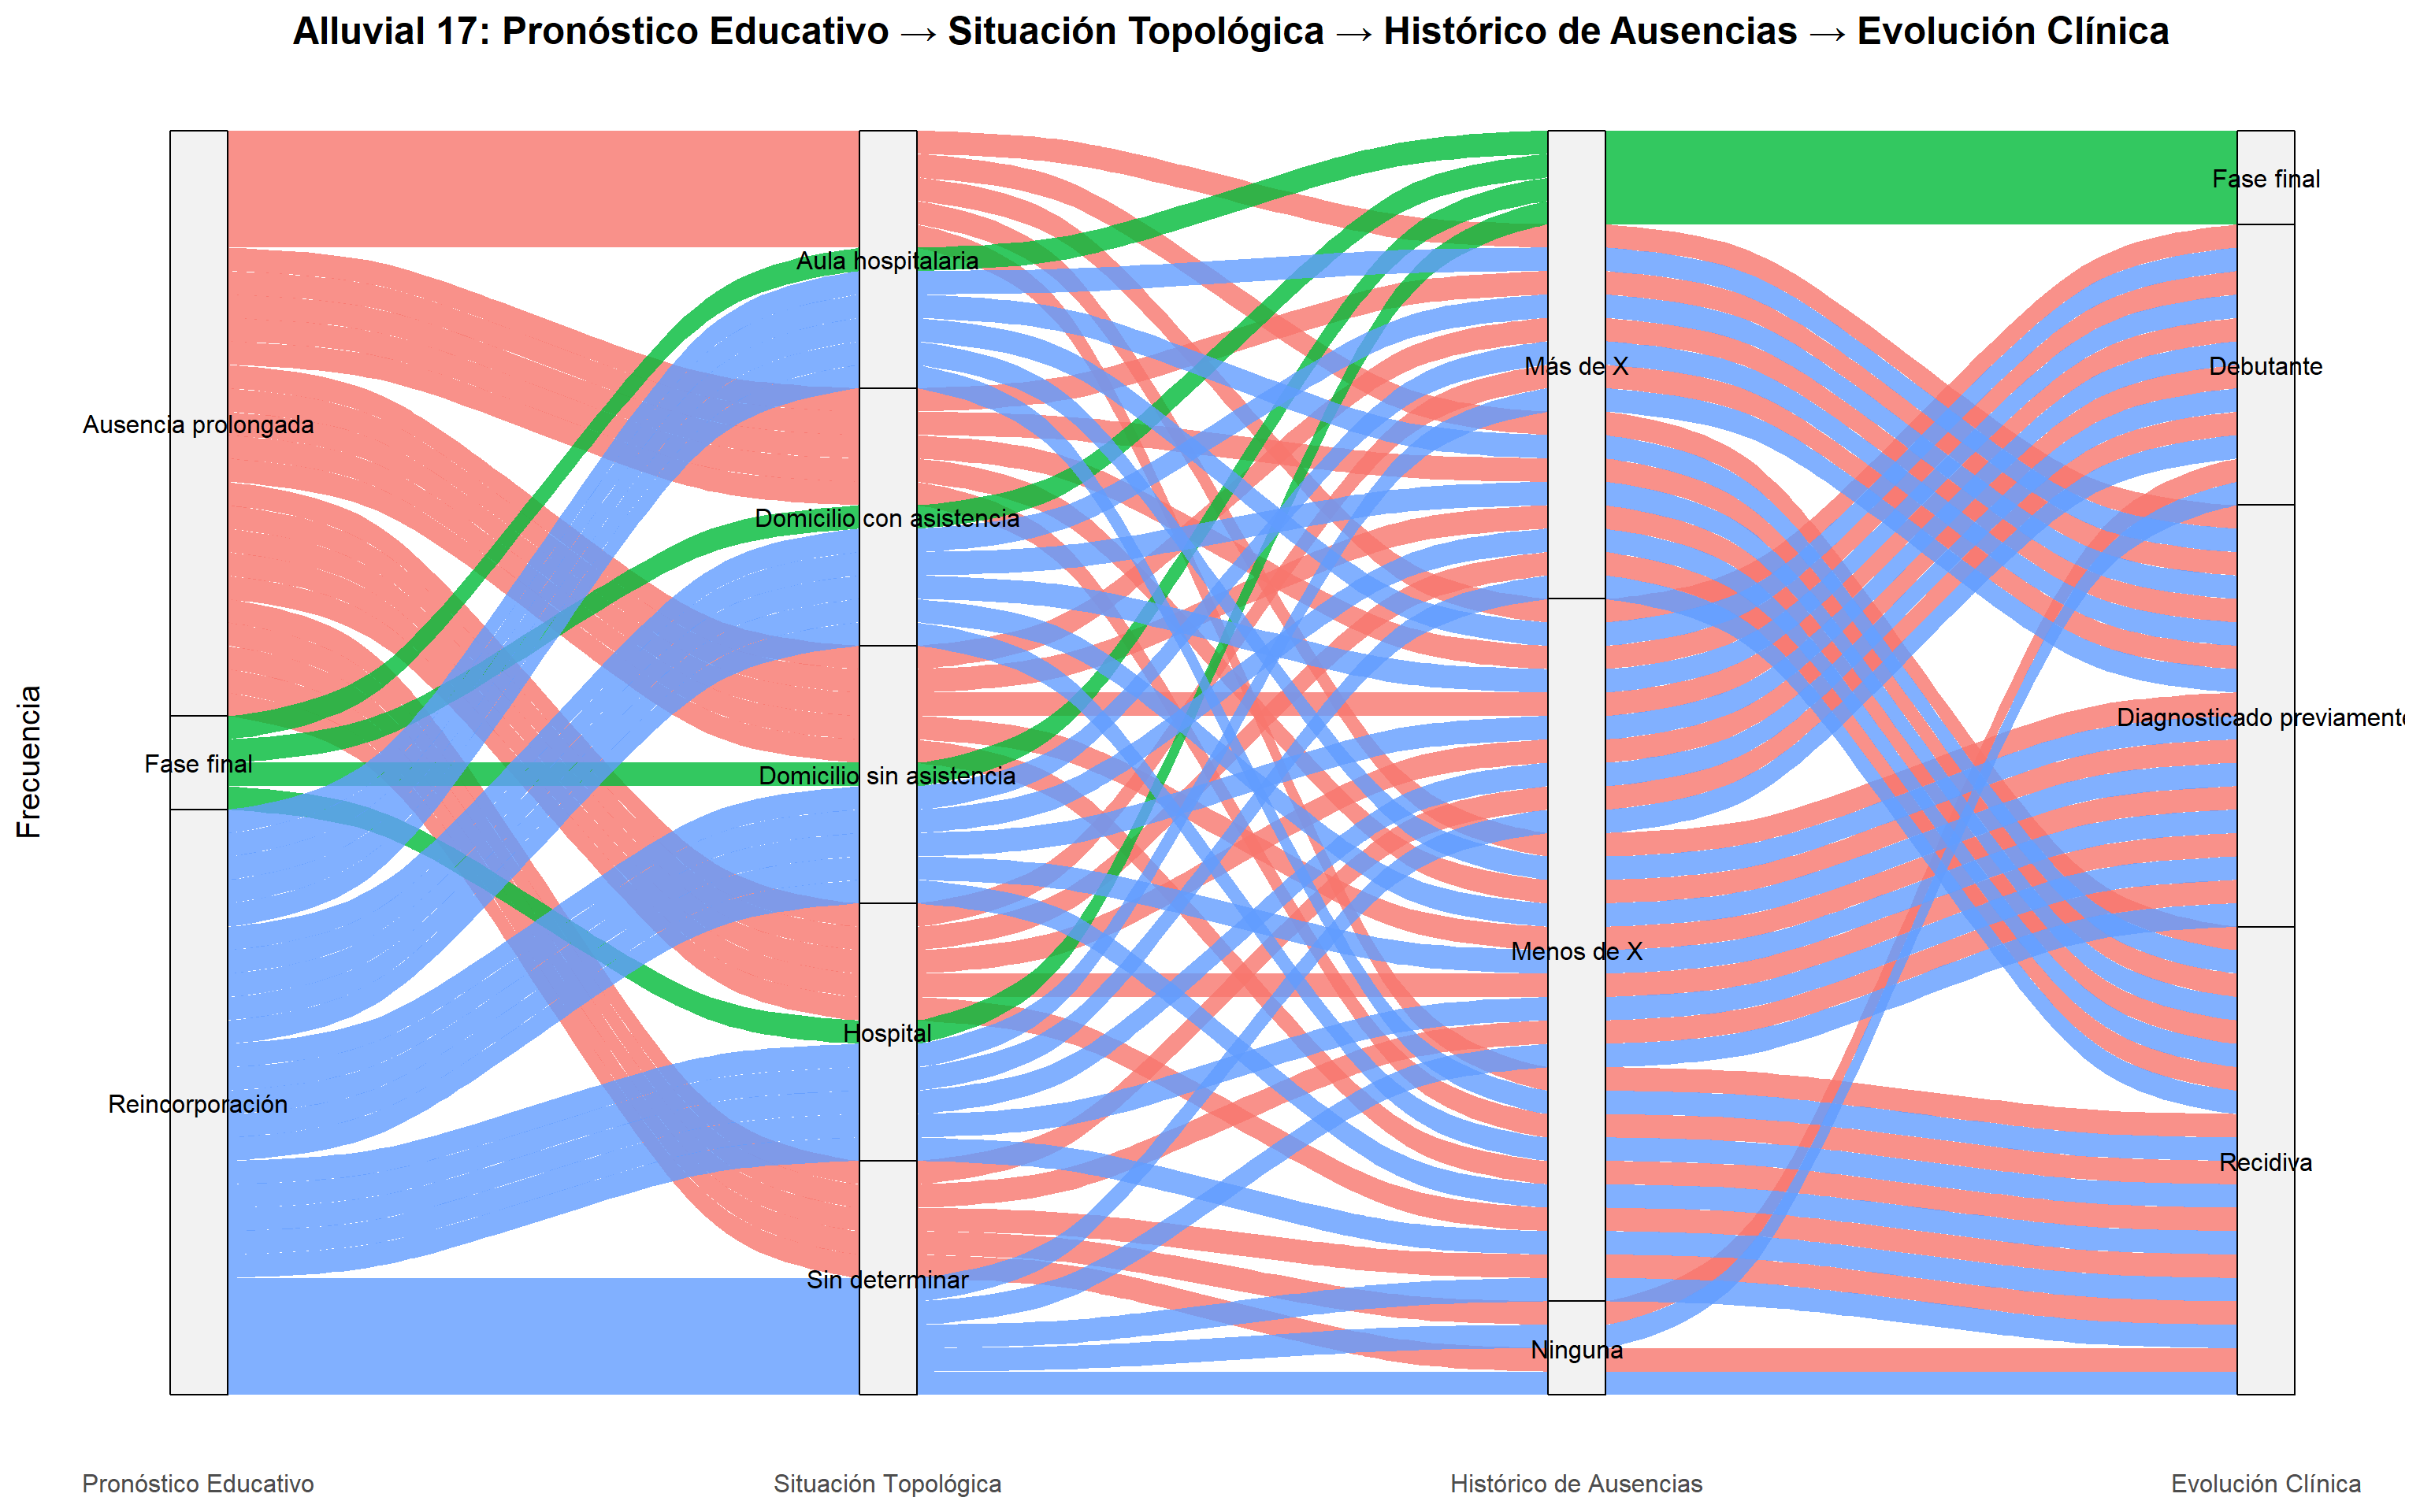 Alluvial 17: Pronóstico Educativo → Situación Topológica → Histórico de Ausencias → Evolución Clínica
Frecuencia
Ausencia prolongada
Fase final
Reincorporación
Aula hospitalaria
Domicilio con asistencia
Domicilio sin asistencia
Hospital
Sin determinar
Más de X
Menos de X
Ninguna
Fase final
Debutante
Diagnosticado previamente
Recidiva
Pronóstico Educativo
Situación Topológica
Histórico de Ausencias
Evolución Clínica